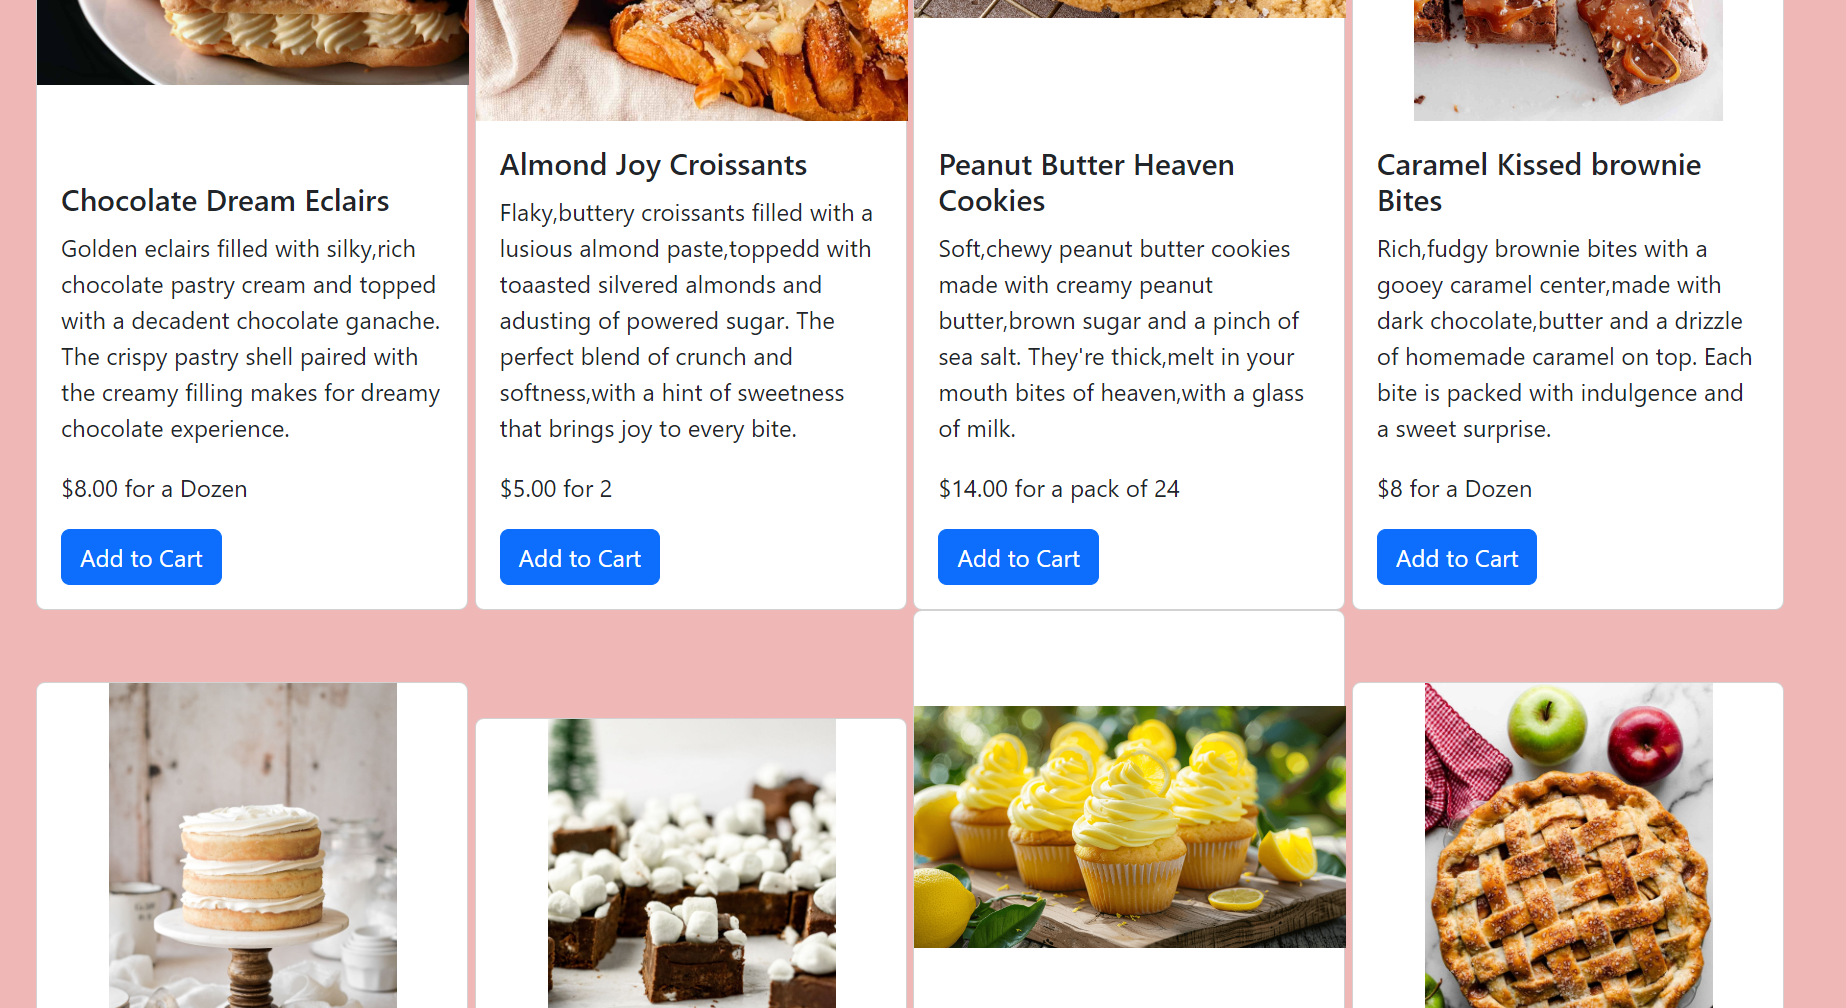 Chocolate Dream Eclairs
Golden eclairs filled with silky,rich
chocolate pastry cream and topped
with a decadent chocolate ganache.
The crispy pastry shell paired with
the creamy filling makes for dreamy
chocolate experience.
$8.00 for a Dozen
Add to Cart
Almond Joy Croissants
Flaky,buttery croissants filled with a
lusious almond paste,toppedd with
toaasted silvered almonds and
adusting of powered sugar. The
perfect blend of crunch and
softness,with a hint of sweetness
that brings joy to every bite.
$5.00 for 2
Add to Cart
Peanut Butter Heaven
Cookies
Soft,chewy peanut butter cookies
made with creamy peanut
butter,brown sugar and a pinch of
sea salt. They're thick,melt in your
mouth bites of heaven,with a glass
of milk.
$14.00 for a pack of 24
Add to Cart
Caramel Kissed brownie
Bites
Rich,fudgy brownie bites with a
gooey caramel center,made with
dark chocolate,butter and a drizzle
of homemade caramel on top. Each
bite is packed with indulgence and
a sweet surprise.
$8 for a Dozen
Add to Cart